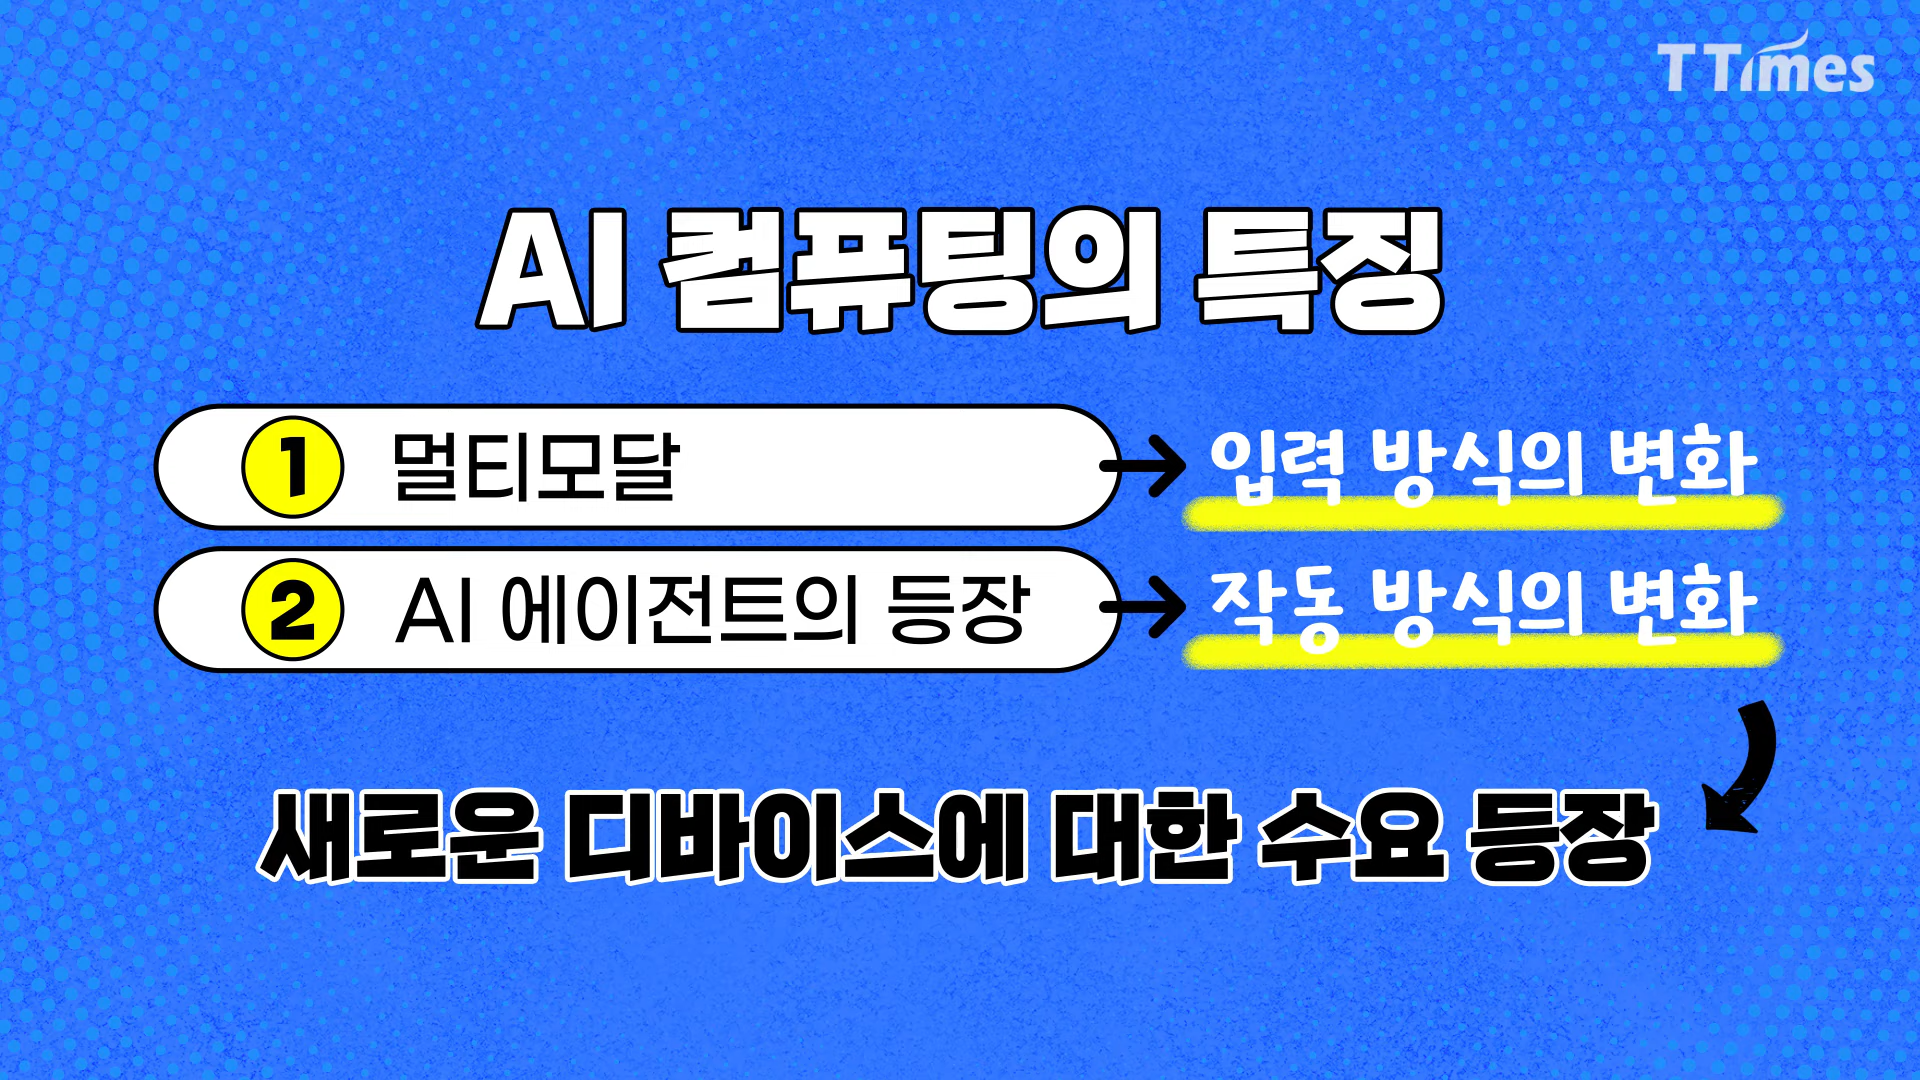 TTimes
AI 컴퓨팅의 특징
1 멀티모달 → 입력 방식의 변화
2 AI 에이전트의 등장 → 작동 방식의 변화
새로운 디바이스에 대한 수요 등장